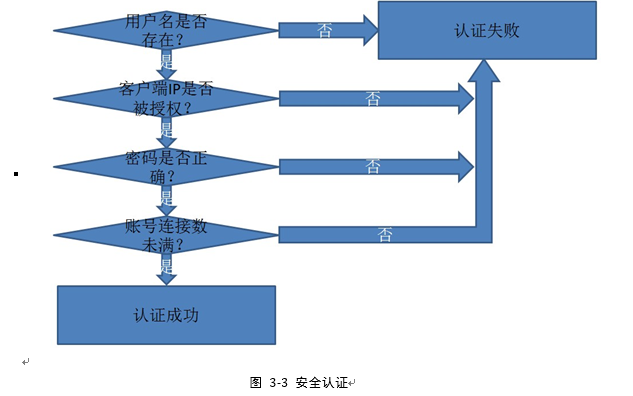 用户名是否
存在？
否
认证失败
是
客户端IP是否
被授权？
否
是
密码是否正
确？
否
是
账号连接数
未满？
否
是
认证成功
图 3-3 安全认证